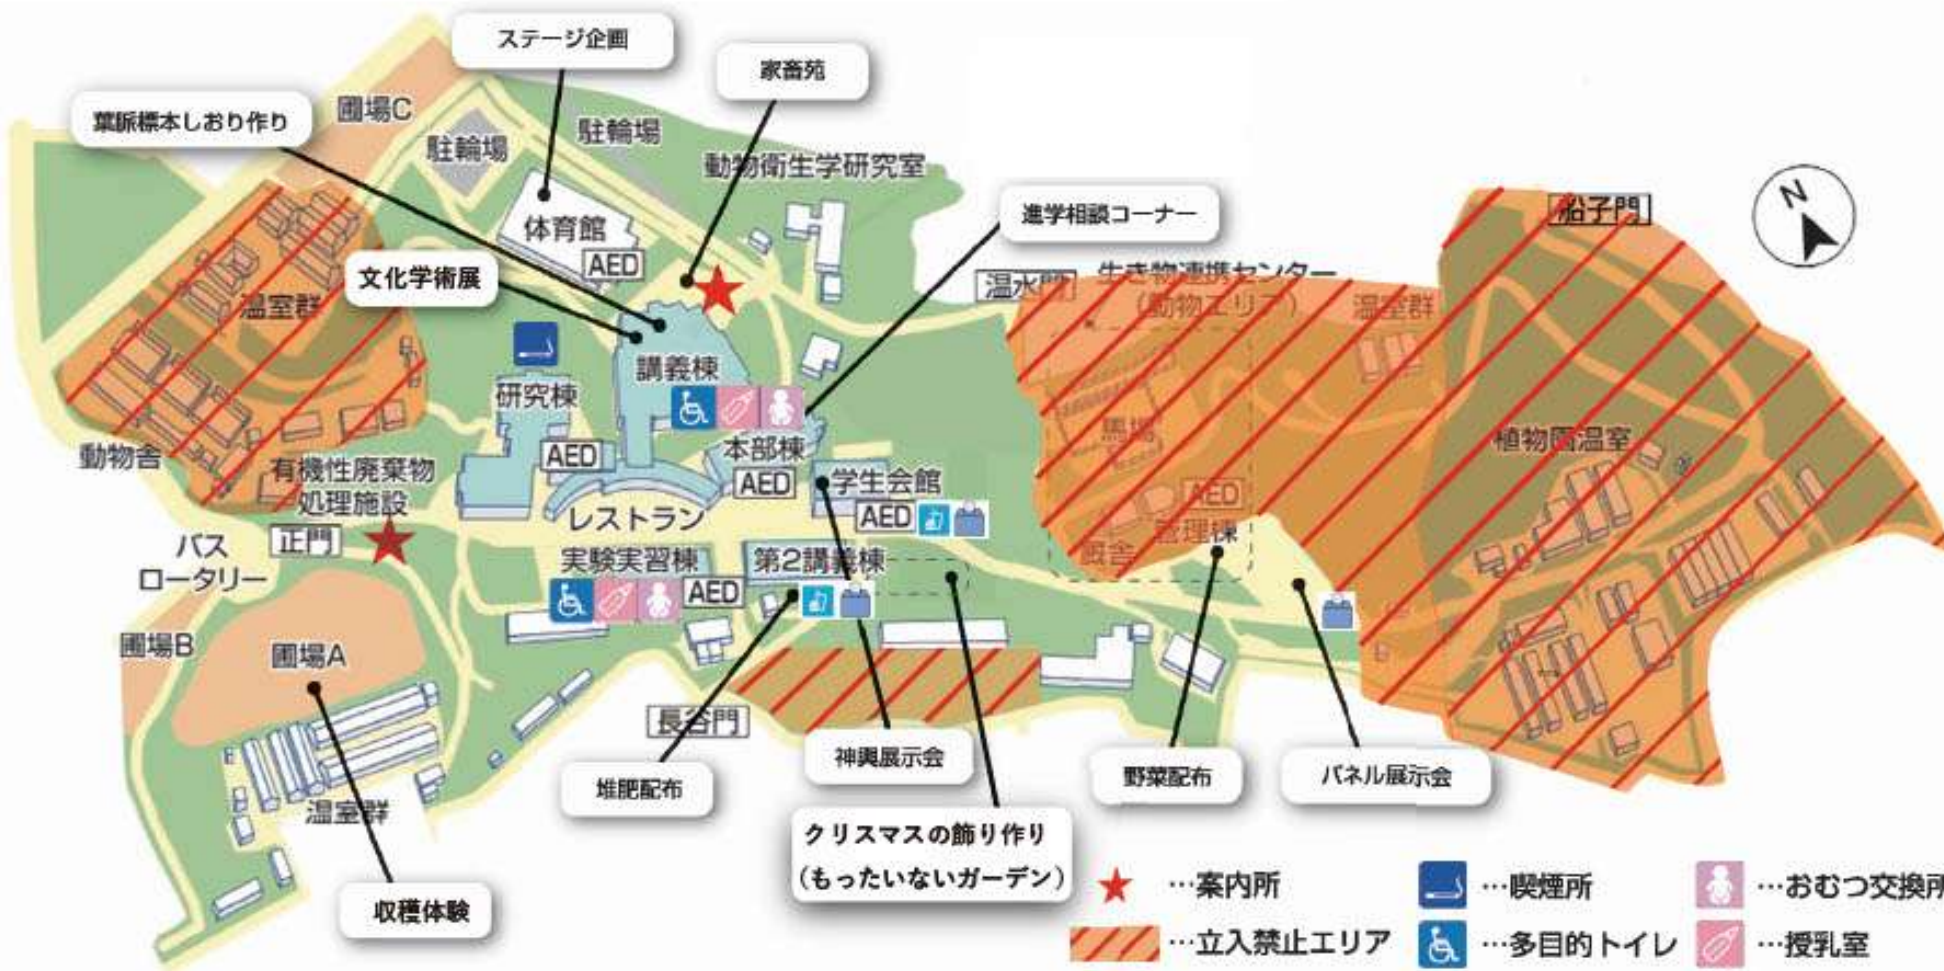 ステージ企画
家畜苑
葉脈標本しおり作り
圃場C
駐輪場
駐輪場
動物衛生学研究室
進学相談コーナー
船子門
N
体育館
AED
文化学術展
温室群
温水門
生き物連携センター
(動物エリア)
温室群
講義棟
研究棟
馬場
植物園温室
動物舎
有機性廃棄物
処理施設
AED
本部棟
AED
学生会館
AED
AED
管理棟
厩舎
レストラン
正門
バス
ロータリー
実験実習棟
AED
第2講義棟
圃場B
圃場A
長谷門
温室群
堆肥配布
神輿展示会
野菜配布
パネル展示会
クリスマスの飾り作り
(もったいないガーデン)
収穫体験
★…案内所
…喫煙所
…おむつ交換所
…立入禁止エリア
…多目的トイレ
…授乳室